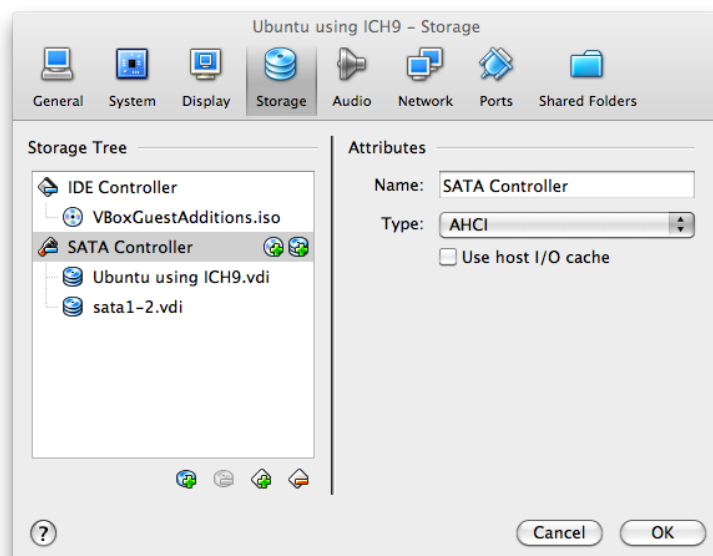 Ubuntu using ICH9 – Storage
General System Display Storage Audio Network Ports Shared Folders
Storage Tree
IDE Controller
VBoxGuestAdditions.iso
SATA Controller
Ubuntu using ICH9.vdi
sata1-2.vdi
Attributes
Name: SATA Controller
Type: AHCI
Use host I/O cache
?
Cancel OK